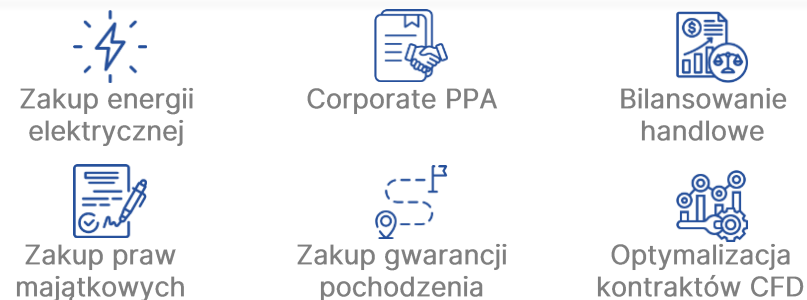 Zakup energii
elektrycznej
Corporate PPA
Bilansowanie
handlowe
Zakup praw
majątkowych
Zakup gwarancji
pochodzenia
Optymalizacja
kontraktów CFD